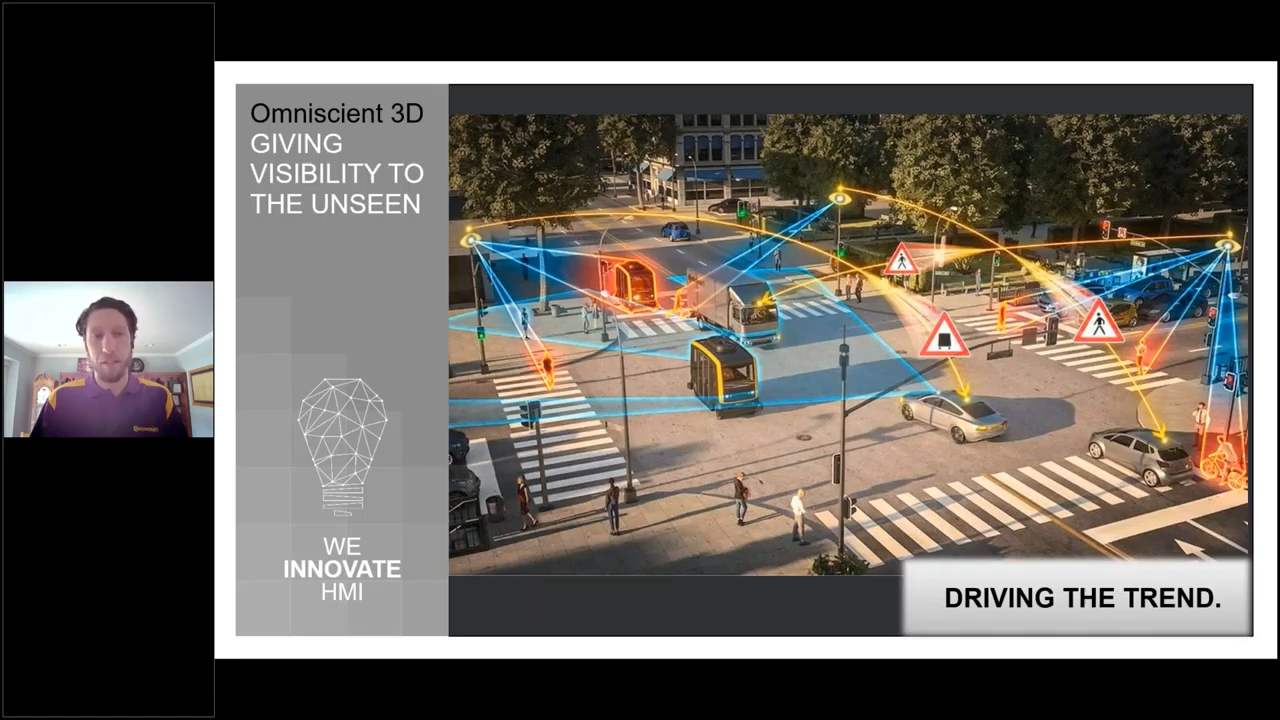 Omniscient 3D
GIVING
VISIBILITY TO
THE UNSEEN
WE
INNOVATE
HMI
DRIVING THE TREND.